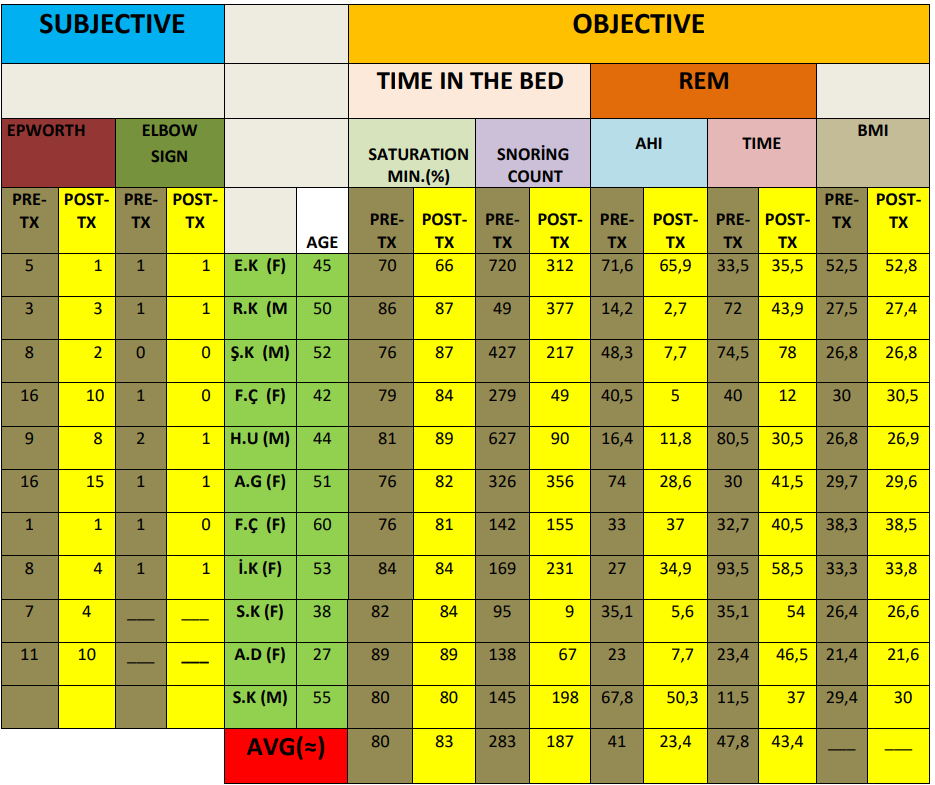 SUBJECTIVE OBJECTIVE
TIME IN THE BED REM
EPWORTH ELBOW SIGN SATURATION MIN.(%) SNORİNG COUNT AHI TIME BMI
PRE-TX POST-TX PRE-TX POST-TX AGE PRE-TX POST-TX PRE-TX POST-TX PRE-TX POST-TX PRE-TX POST-TX PRE-TX POST-TX
5 1 1 1 E.K (F) 45 70 66 720 312 71,6 65,9 33,5 35,5 52,5 52,8
3 3 1 1 R.K (M 50 86 87 49 377 14,2 2,7 72 43,9 27,5 27,4
8 2 0 0 Ş.K (M) 52 76 87 427 217 48,3 7,7 74,5 78 26,8 26,8
16 10 1 0 F.Ç (F) 42 79 84 279 49 40,5 5 40 12 30 30,5
9 8 2 1 H.U (M) 44 81 89 627 90 16,4 11,8 80,5 30,5 26,8 26,9
16 15 1 1 A.G (F) 51 76 82 326 356 74 28,6 30 41,5 29,7 29,6
1 1 1 0 F.Ç (F) 60 76 81 142 155 33 37 32,7 40,5 38,3 38,5
8 4 1 1 İ.K (F) 53 84 84 169 231 27 34,9 93,5 58,5 33,3 33,8
7 4 ___ ___ S.K (F) 38 82 84 95 9 35,1 5,6 35,1 54 26,4 26,6
11 10 ___ ___ A.D (F) 27 89 89 138 67 23 7,7 23,4 46,5 21,4 21,6
S.K (M) 55 80 80 145 198 67,8 50,3 11,5 37 29,4 30
AVG(≈) 80 83 283 187 41 23,4 47,8 43,4 ___ ___